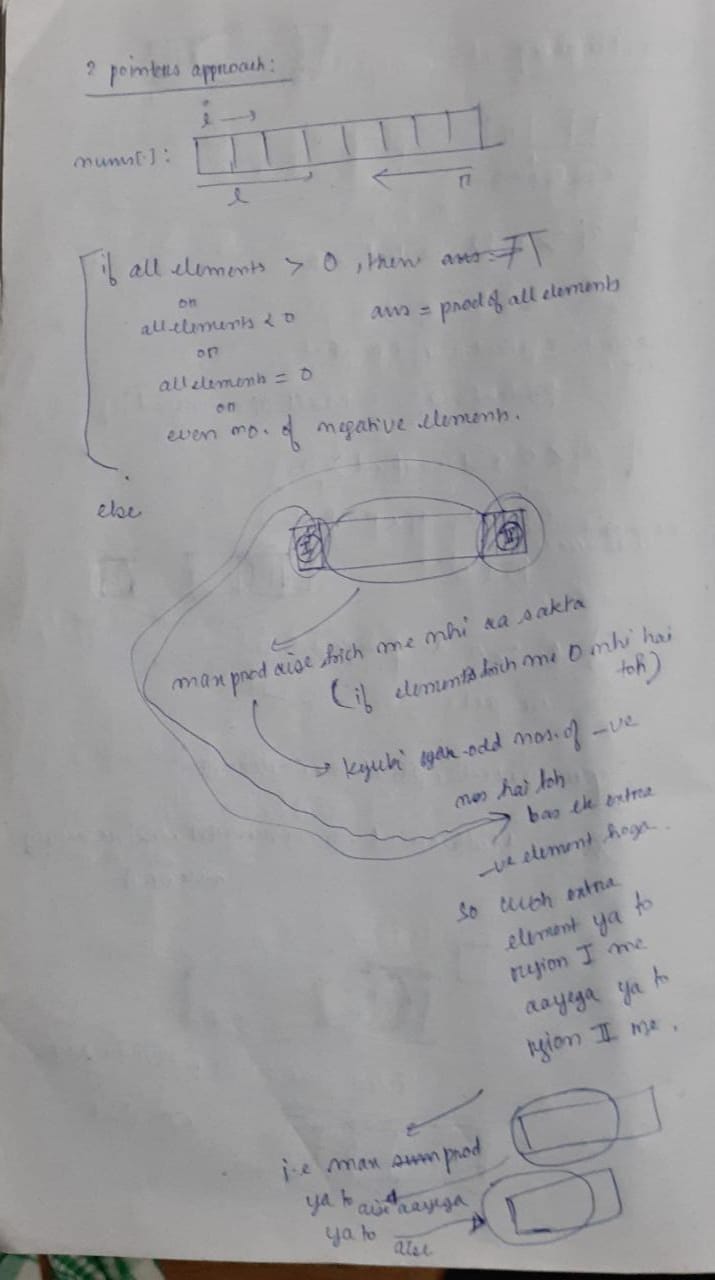 2 pointers approach:
i →
nums[.]:
l
r
if all elements > 0, then ans = π
or
all elements < 0
ans = prod of all elements
or
all elements = 0
or
even no. of negative elements.
else
I
II
max prod aise bich me nhi aa sakta
(if elements bich me 0 nhi hai
toh)
kyuki agar odd nos. of -ve
nos hai toh
bas ek extra
-ve element hoga.
so extra
element ya to
region I me
aayega ya to
region II me.
i.e max sum prod
ya to aise aayega
ya to aise